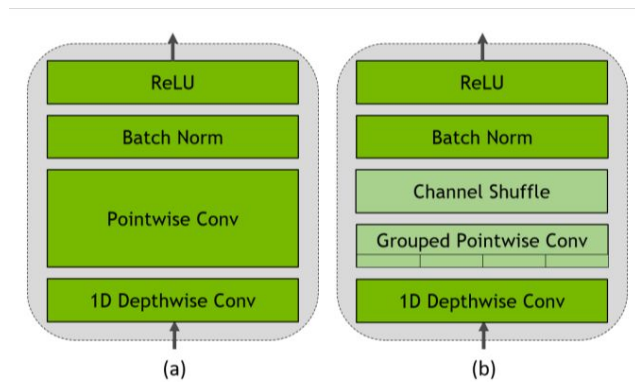 ReLU
Batch Norm
Pointwise Conv
1D Depthwise Conv
(a)
ReLU
Batch Norm
Channel Shuffle
Grouped Pointwise Conv
1D Depthwise Conv
(b)